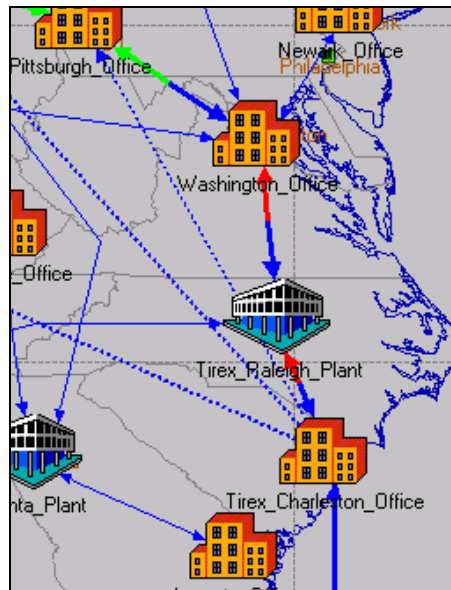 Newark_Office
Pittsburgh_Office
Philadelphia
Washington_Office
_Office
Tirex_Raleigh_Plant
Tirex_Charleston_Office
nta_Plant